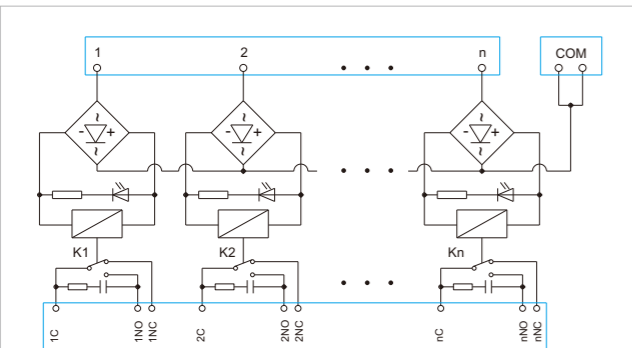 1 2 n COM
~ ~ ~
- + - + - +
~ ~ ~
K1 K2 Kn
1C 1NO 1NC 2C 2NO 2NC nC nNO nNC